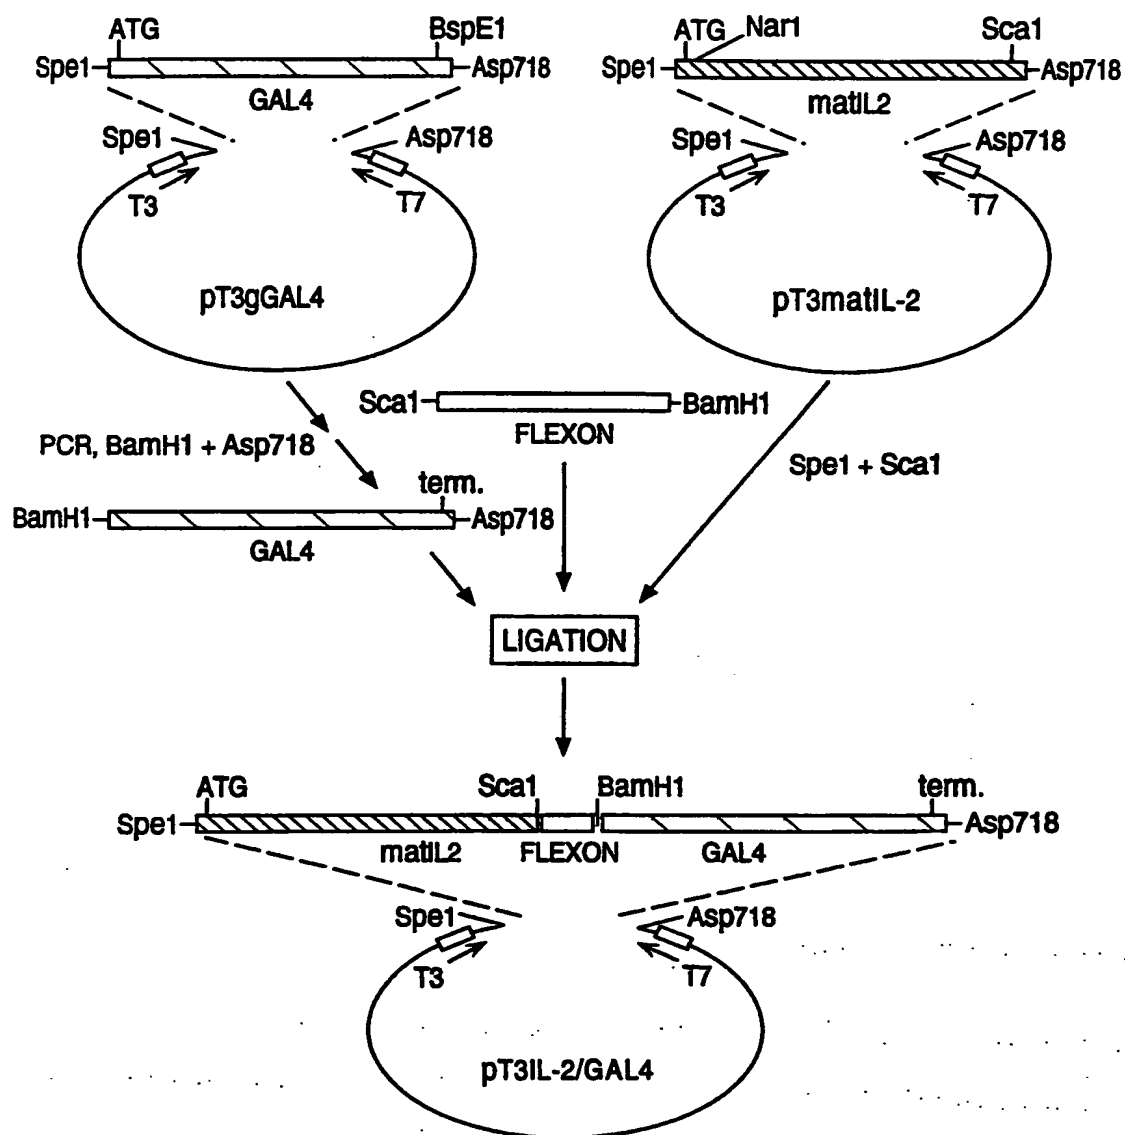 ATG BspE1
Spe1 Asp718
GAL4
Spe1 Asp718
T3 T7
pT3gGAL4
ATG Nar1 Sca1
Spe1 Asp718
matIL2
Spe1 Asp718
T3 T7
pT3matIL-2
Sca1 BamH1
FLEXON
PCR, BamH1 + Asp718
Spe1 + Sca1
term.
BamH1 Asp718
GAL4
LIGATION
ATG Sca1 BamH1 term.
Spe1 Asp718
matIL2 FLEXON GAL4
Spe1 Asp718
T3 T7
pT3IL-2/GAL4